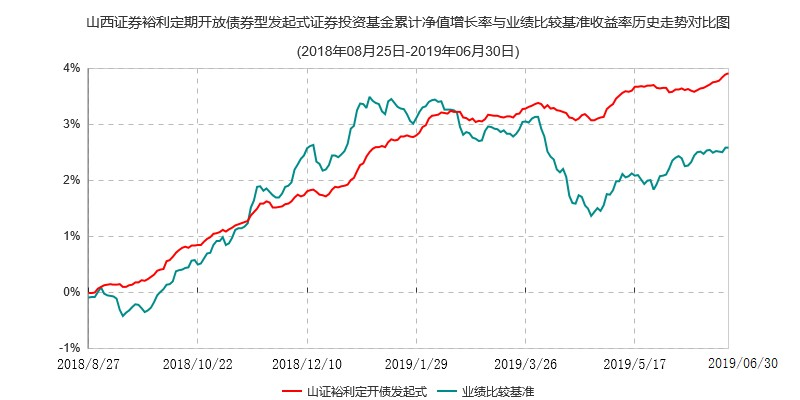 山西证券裕利定期开放债券型发起式证券投资基金累计净值增长率与业绩比较基准收益率历史走势对比图
(2018年08月25日-2019年06月30日)
4%
3%
2%
1%
0%
-1%
2018/8/27 2018/10/22 2018/12/10 2019/1/29 2019/3/26 2019/5/17 2019/06/30
山证裕利定开债发起式 业绩比较基准